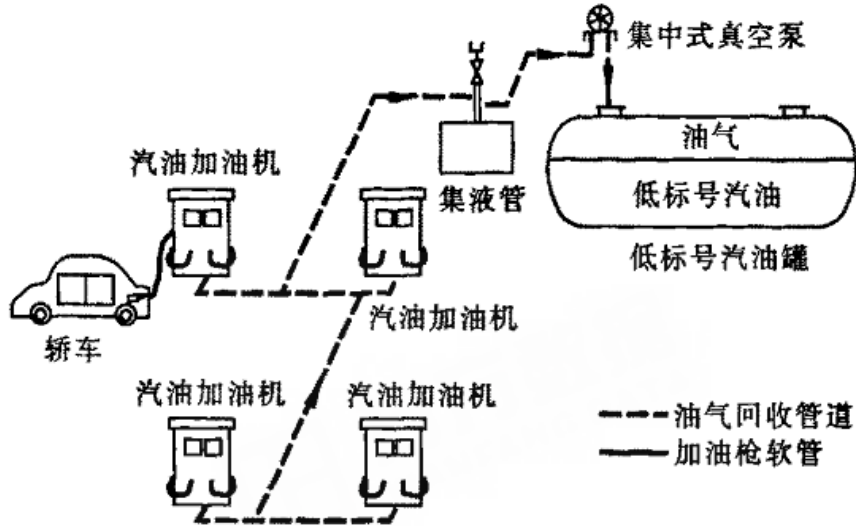 集中式真空泵
油气
汽油加油机
集液管
低标号汽油
低标号汽油罐
汽油加油机
轿车
汽油加油机
汽油加油机
油气回收管道
加油枪软管